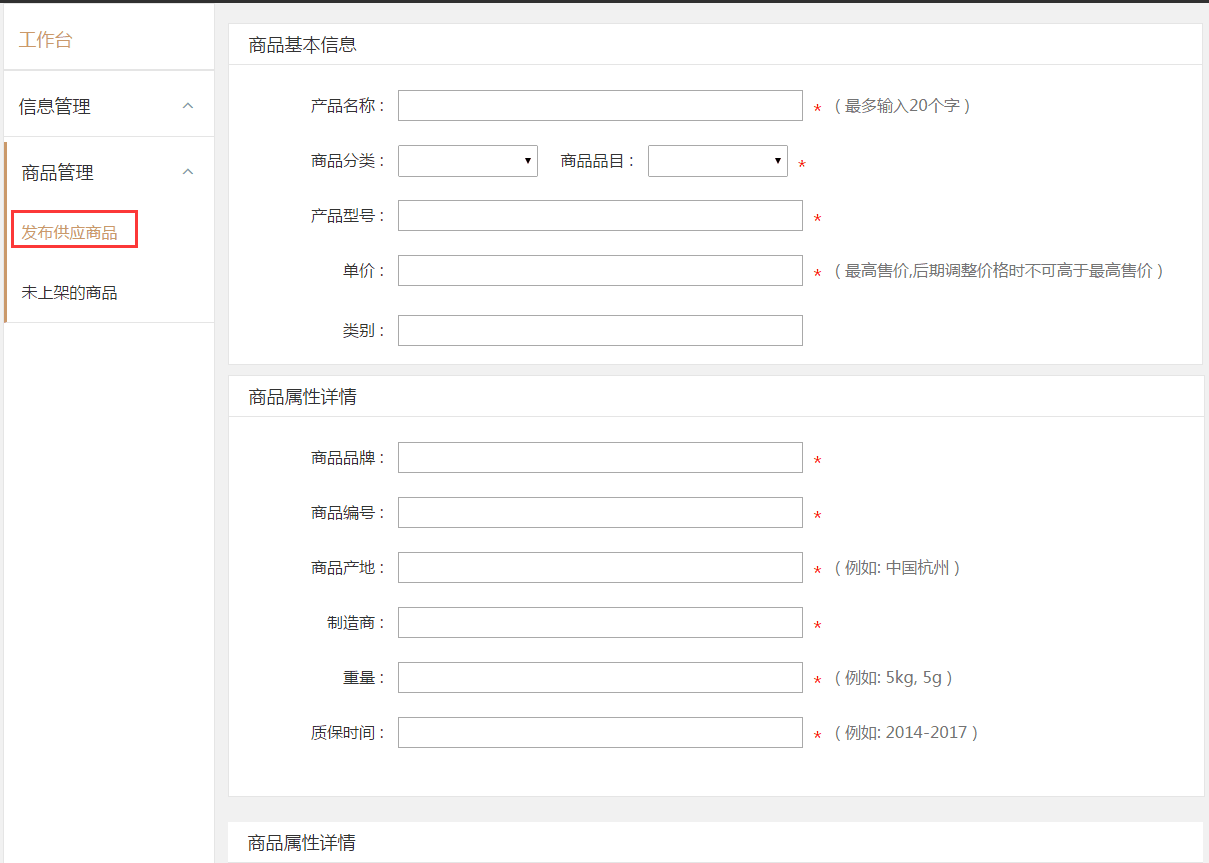 工作台
信息管理
商品管理
发布供应商品
未上架的商品
商品基本信息
产品名称： * （ 最多输入20个字 ）
商品分类： 商品品目： *
产品型号： *
单价： * （ 最高售价,后期调整价格时不可高于最高售价 ）
类别：
商品属性详情
商品品牌： *
商品编号： *
商品产地： * （ 例如: 中国杭州 ）
制造商： *
重量： * （ 例如: 5kg, 5g ）
质保时间： * （ 例如: 2014-2017 ）
商品属性详情